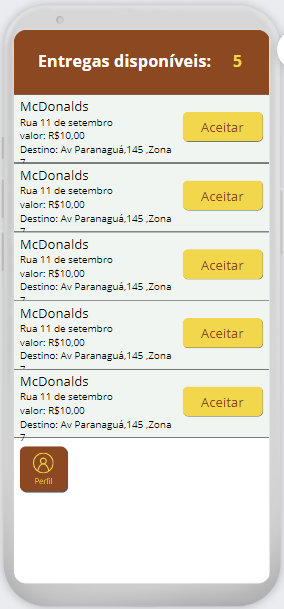 Entregas disponíveis: 5
McDonalds
Rua 11 de setembro
valor: R$10,00
Destino: Av Paranaguá,145 ,Zona
7
Aceitar
McDonalds
Rua 11 de setembro
valor: R$10,00
Destino: Av Paranaguá,145 ,Zona
7
Aceitar
McDonalds
Rua 11 de setembro
valor: R$10,00
Destino: Av Paranaguá,145 ,Zona
7
Aceitar
McDonalds
Rua 11 de setembro
valor: R$10,00
Destino: Av Paranaguá,145 ,Zona
7
Aceitar
McDonalds
Rua 11 de setembro
valor: R$10,00
Destino: Av Paranaguá,145 ,Zona
7
Aceitar
Perfil